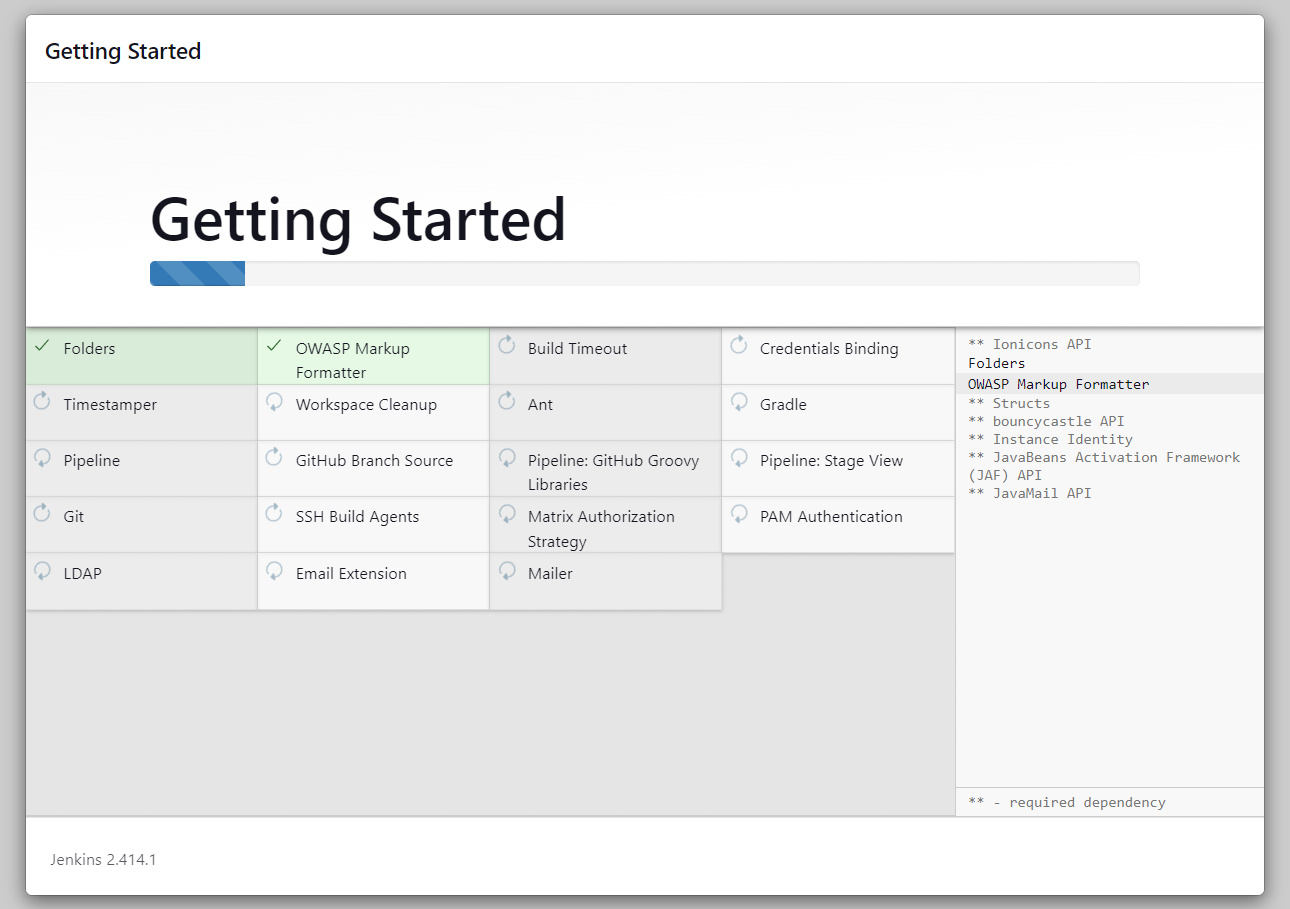 Getting Started
Getting Started
Folders
OWASP Markup
Formatter
Build Timeout
Credentials Binding
Timestamper
Workspace Cleanup
Ant
Gradle
Pipeline
GitHub Branch Source
Pipeline: GitHub Groovy
Libraries
Pipeline: Stage View
Git
SSH Build Agents
Matrix Authorization
Strategy
PAM Authentication
LDAP
Email Extension
Mailer
** Ionicons API
Folders
OWASP Markup Formatter
** Structs
** bouncycastle API
** Instance Identity
** JavaBeans Activation Framework
(JAF) API
** JavaMail API
** - required dependency
Jenkins 2.414.1